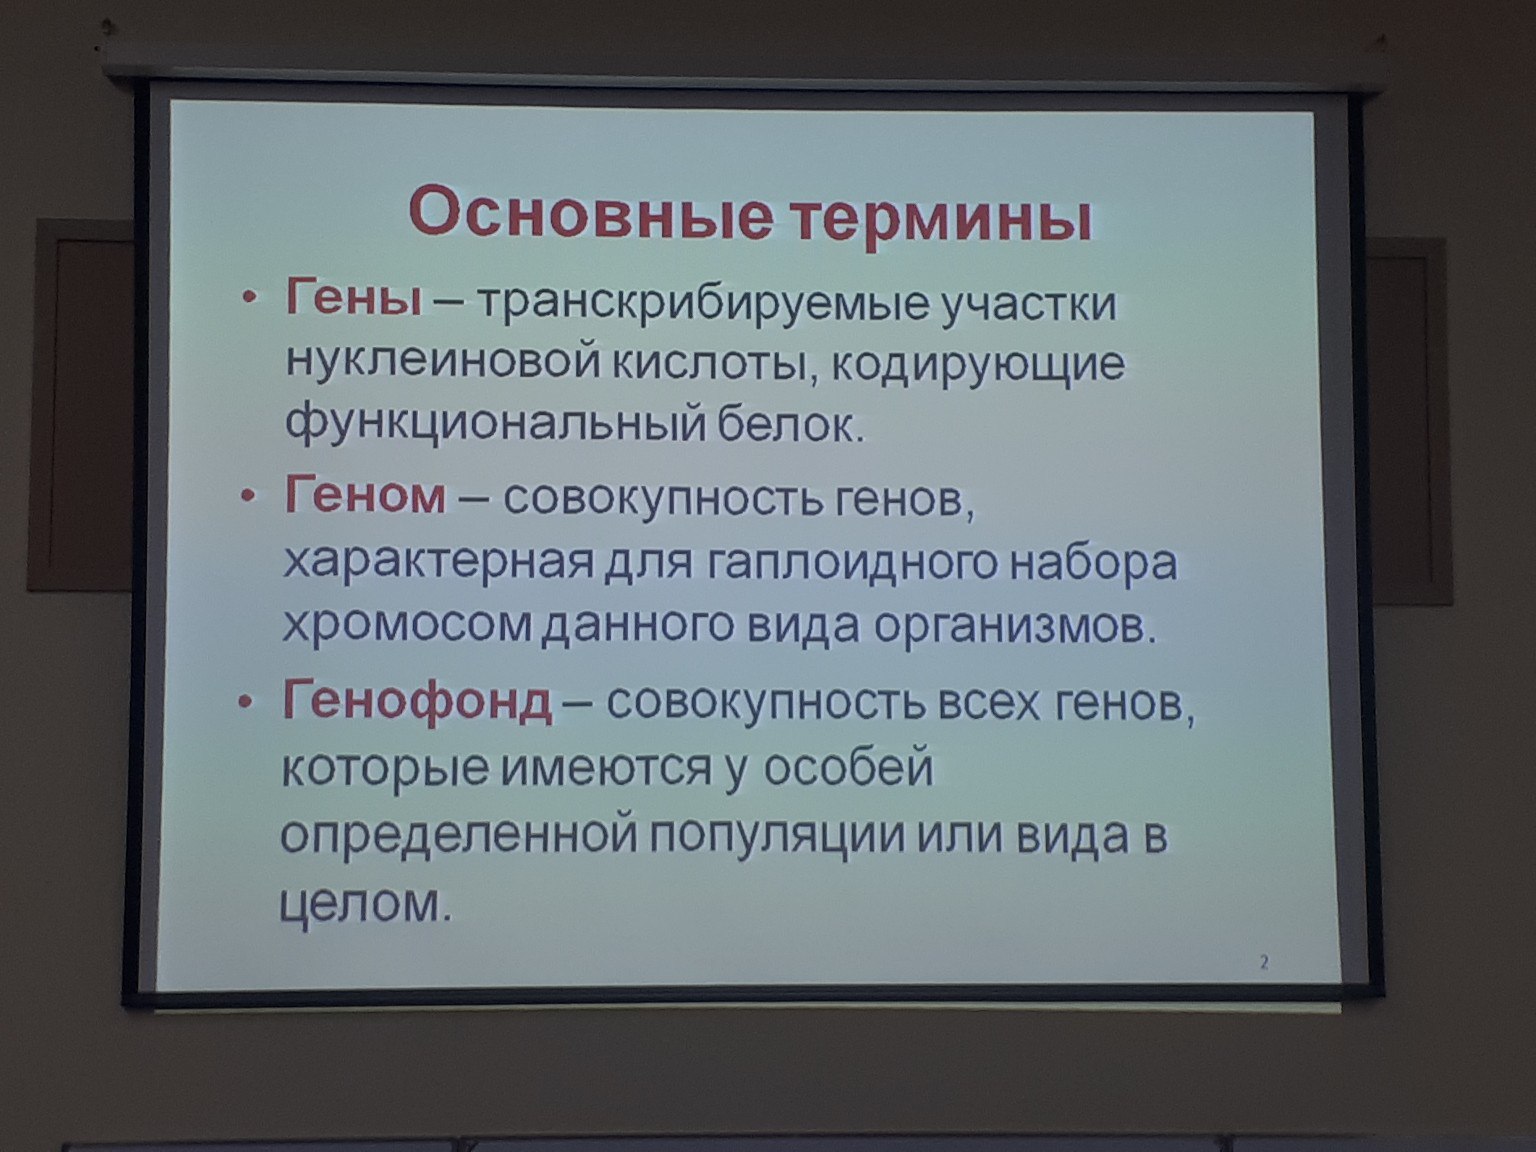 Основные термины
• Гены – транскрибируемые участки
нуклеиновой кислоты, кодирующие
функциональный белок.
• Геном – совокупность генов,
характерная для гаплоидного набора
хромосом данного вида организмов.
• Генофонд – совокупность всех генов,
которые имеются у особей
определенной популяции или вида в
целом.
2